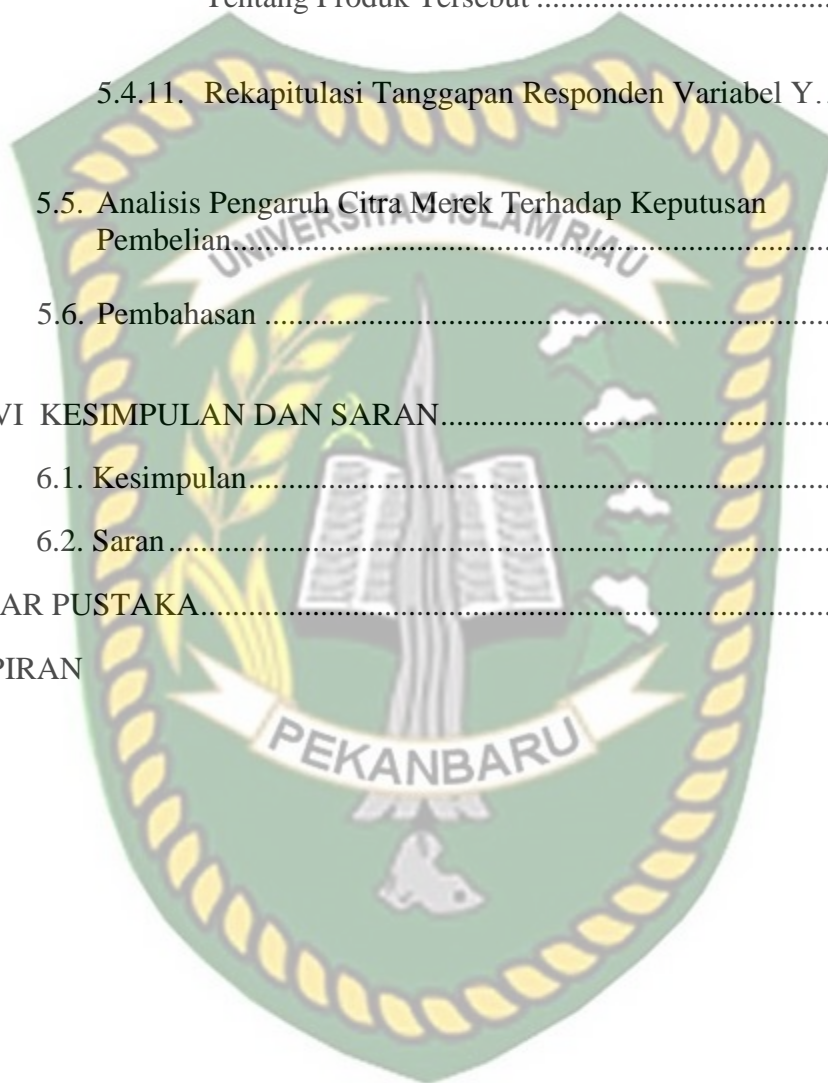 Tentang Produk Tersebut ......................................
5.4.11. Rekapitulasi Tanggapan Responden Variabel Y...
5.5. Analisis Pengaruh Citra Merek Terhadap Keputusan
Pembelian..........................................................................
UNIVERSITAS ISLAM RIAU
5.6. Pembahasan ......................................................................
VI KESIMPULAN DAN SARAN..................................................
6.1. Kesimpulan.........................................................................
6.2. Saran...................................................................................
AR PUSTAKA................................................................................
PIRAN
PEKANBARU